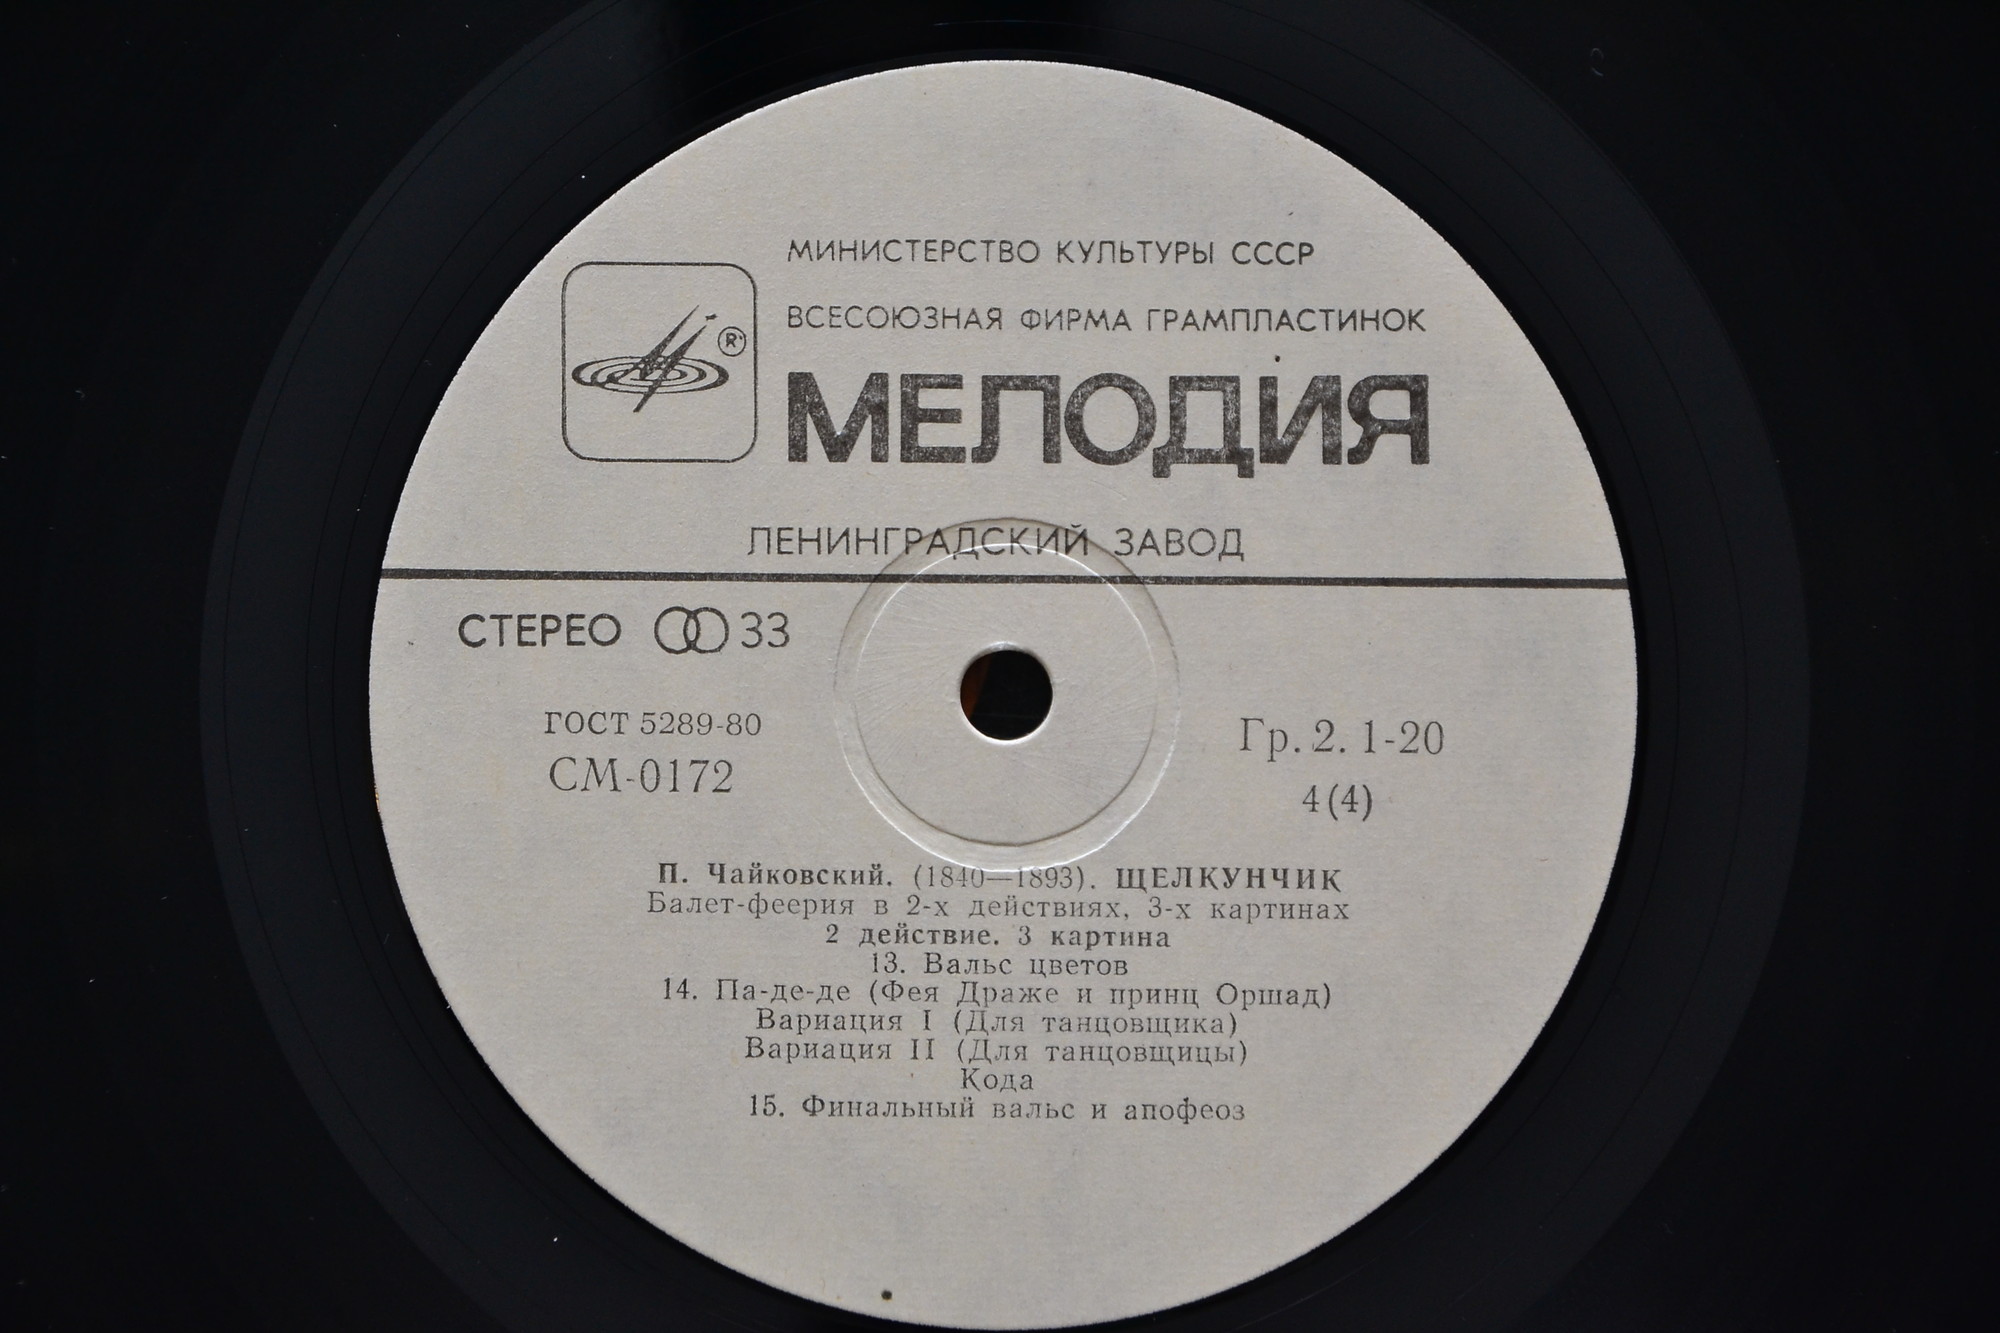 МИНИСТЕРСТВО КУЛЬТУРЫ СССР
ВСЕСОЮЗНАЯ ФИРМА ГРАМПЛАСТИНОК
®
МЕЛОДИЯ
ЛЕНИНГРАДСКИЙ ЗАВОД
СТЕРЕО 33
ГОСТ 5289-80
СМ-0172
Гр. 2. 1-20
4(4)
П. Чайковский. (1840—1893). ЩЕЛКУНЧИК
Балет-феерия в 2-х действиях, 3-х картинах
2 действие. 3 картина
13. Вальс цветов
14. Па-де-де (Фея Драже и принц Оршад)
Вариация I (Для танцовщика)
Вариация II (Для танцовщицы)
Кода
15. Финальный вальс и апофеоз